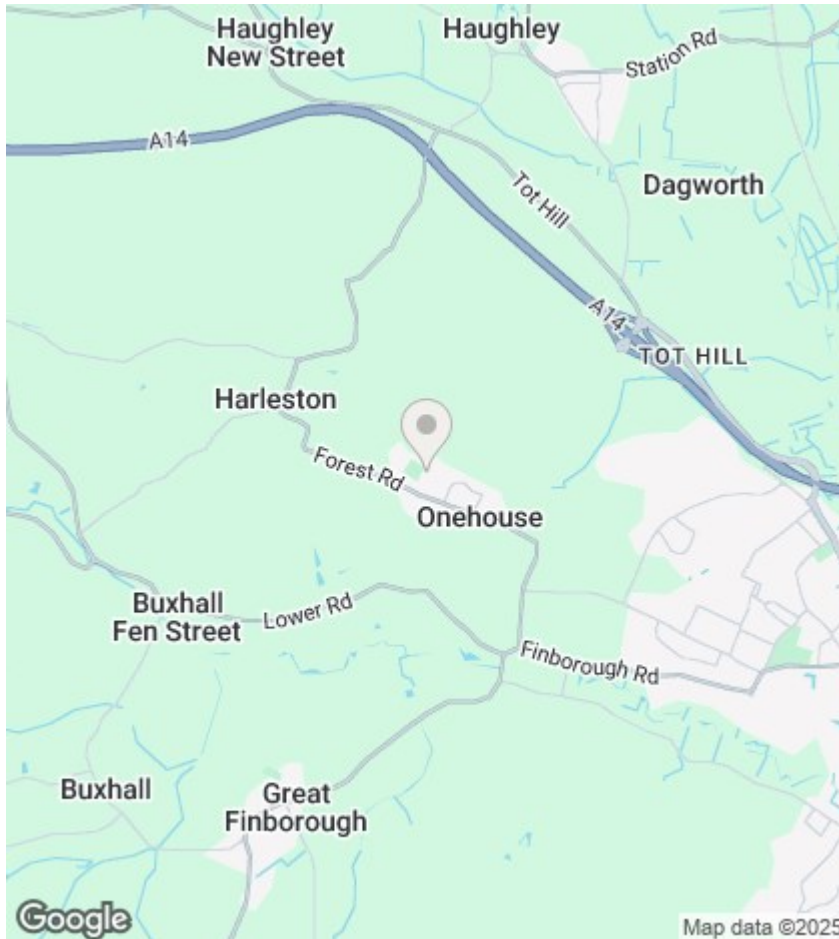 Haughley
New Street
Haughley
Station Rd
A14
Tot Hill
Dagworth
A14
TOT HILL
Harleston
Forest Rd
Onehouse
Buxhall
Fen Street
Lower Rd
Finborough Rd
Buxhall
Great
Finborough
Google
Map data ©2025